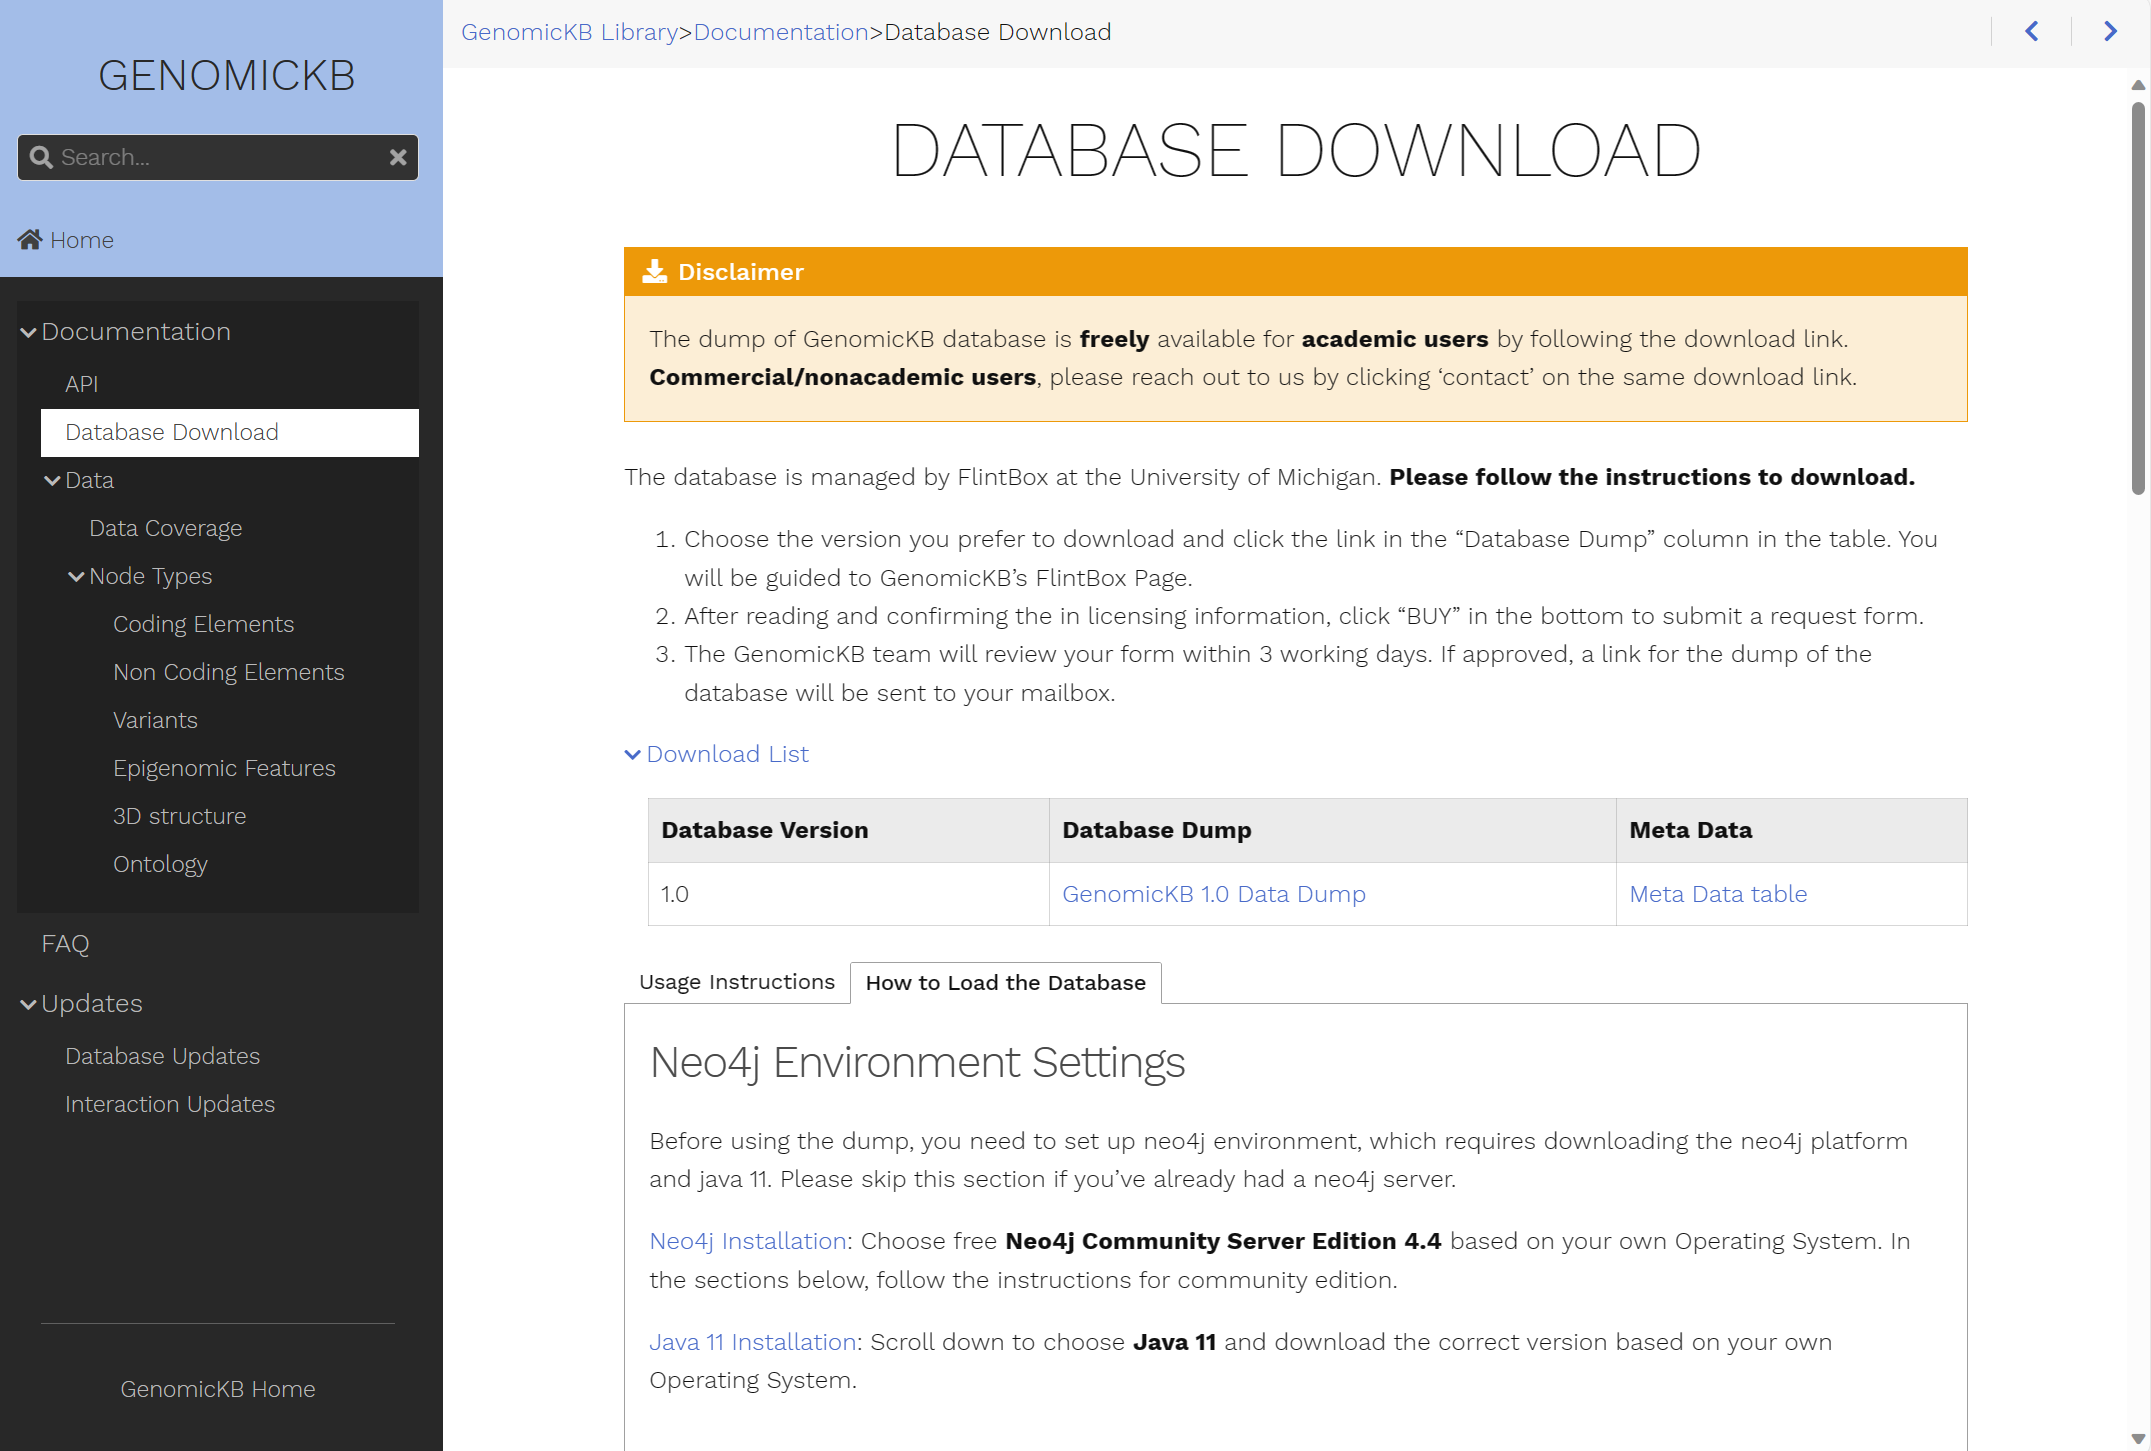 GENOMICKB
Search...
Home
Documentation
API
Database Download
Data
Data Coverage
Node Types
Coding Elements
Non Coding Elements
Variants
Epigenomic Features
3D structure
Ontology
FAQ
Updates
Database Updates
Interaction Updates
GenomicKB Home
GenomicKB Library>Documentation>Database Download
DATABASE DOWNLOAD
Disclaimer
The dump of GenomicKB database is freely available for academic users by following the download link.
Commercial/nonacademic users, please reach out to us by clicking ‘contact’ on the same download link.
The database is managed by FlintBox at the University of Michigan. Please follow the instructions to download.
1. Choose the version you prefer to download and click the link in the “Database Dump” column in the table. You
will be guided to GenomicKB’s FlintBox Page.
2. After reading and confirming the in licensing information, click “BUY” in the bottom to submit a request form.
3. The GenomicKB team will review your form within 3 working days. If approved, a link for the dump of the
database will be sent to your mailbox.
Download List
Database Version Database Dump Meta Data
1.0 GenomicKB 1.0 Data Dump Meta Data table
Usage Instructions How to Load the Database
Neo4j Environment Settings
Before using the dump, you need to set up neo4j environment, which requires downloading the neo4j platform
and java 11. Please skip this section if you’ve already had a neo4j server.
Neo4j Installation: Choose free Neo4j Community Server Edition 4.4 based on your own Operating System. In
the sections below, follow the instructions for community edition.
Java 11 Installation: Scroll down to choose Java 11 and download the correct version based on your own
Operating System.